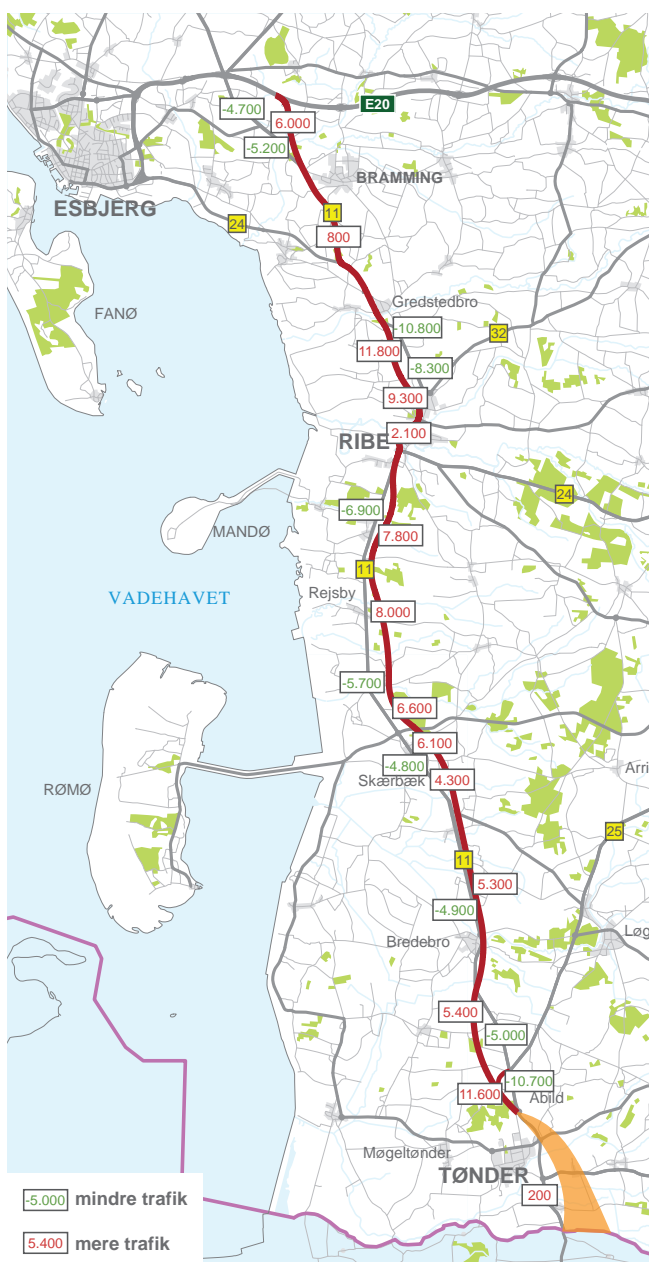 -4.700
E20
6.000
-5.200
BRAMMING
ESBJERG
11
24
800
FANØ
Gredstedbro
-10.800
32
11.800
-8.300
9.300
2.100
RIBE
24
-6.900
MANDØ
7.800
11
VADEHAVET
Rejsby
8.000
-5.700
6.600
6.100
-4.800
Arri
Skærbæk
4.300
RØMØ
25
11
5.300
-4.900
Løg
Bredebro
5.400
-5.000
-10.700
11.600
Abild
Møgeltønder
TØNDER
200
-5.000 mindre trafik
5.400 mere trafik